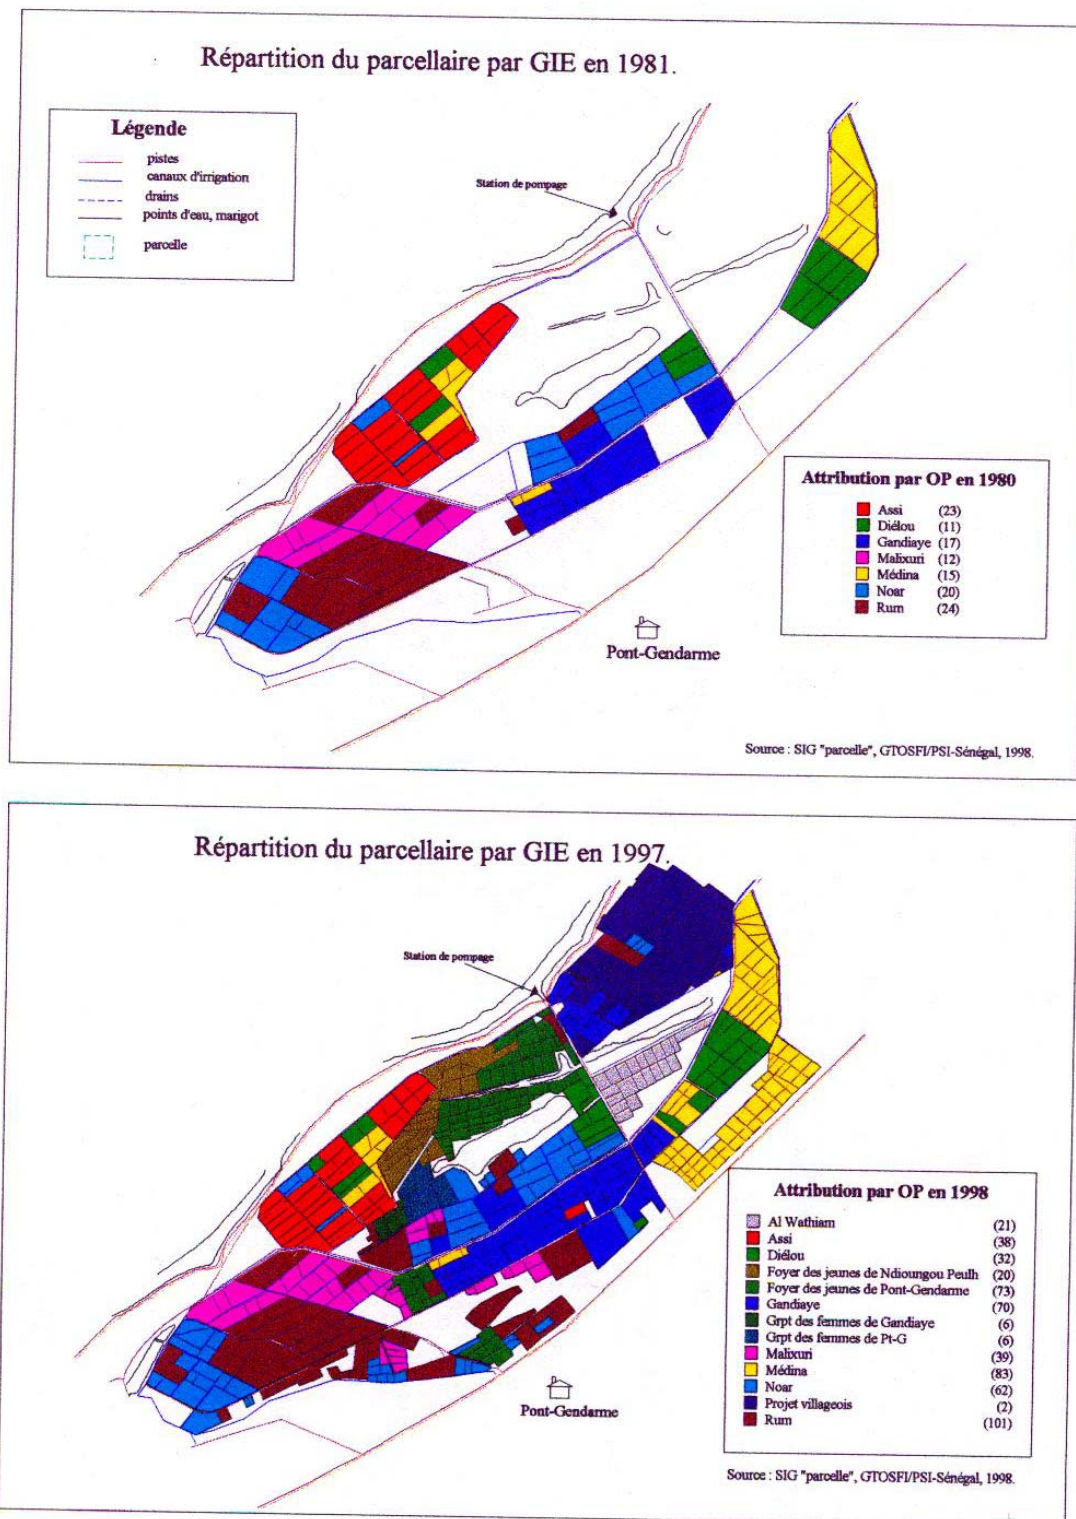 Répartition du parcellaire par GIE en 1981.
Légende
pistes
canaux d'irrigation
drains
points d'eau, marigot
parcelle
Station de pompage
Attribution par OP en 1980
Assi (23)
Diélou (11)
Gandiaye (17)
Malixuri (12)
Médina (15)
Noar (20)
Rum (24)
Pont-Gendarme
Source : SIG "parcelle", GTOSFI/PSI-Sénégal, 1998.
Répartition du parcellaire par GIE en 1997.
Station de pompage
Attribution par OP en 1998
Al Wathiam (21)
Assi (38)
Diélou (32)
Foyer des jeunes de Ndioungou Peulh (20)
Foyer des jeunes de Pont-Gendarme (73)
Gandiaye (70)
Grpt des femmes de Gandiaye (6)
Grpt des femmes de Pt-G (6)
Malixuri (39)
Médina (83)
Noar (62)
Projet villageois (2)
Rum (101)
Pont-Gendarme
Source : SIG "parcelle", GTOSFI/PSI-Sénégal, 1998.